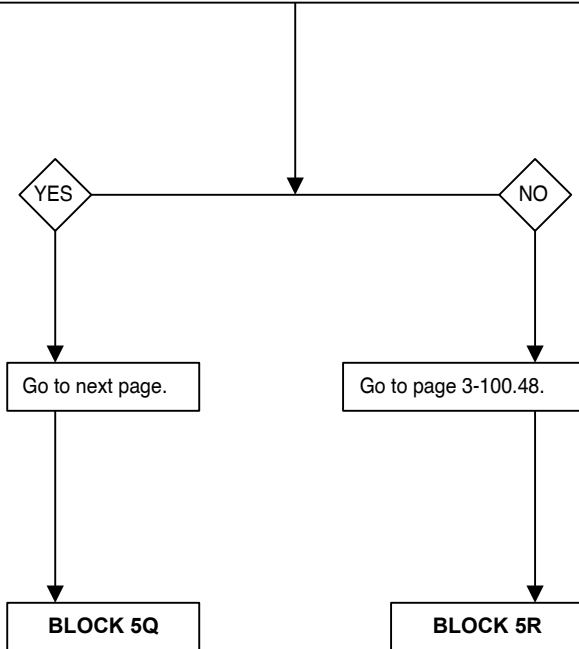 YES
NO
Go to next page.
Go to page 3-100.48.
BLOCK 5Q
BLOCK 5R